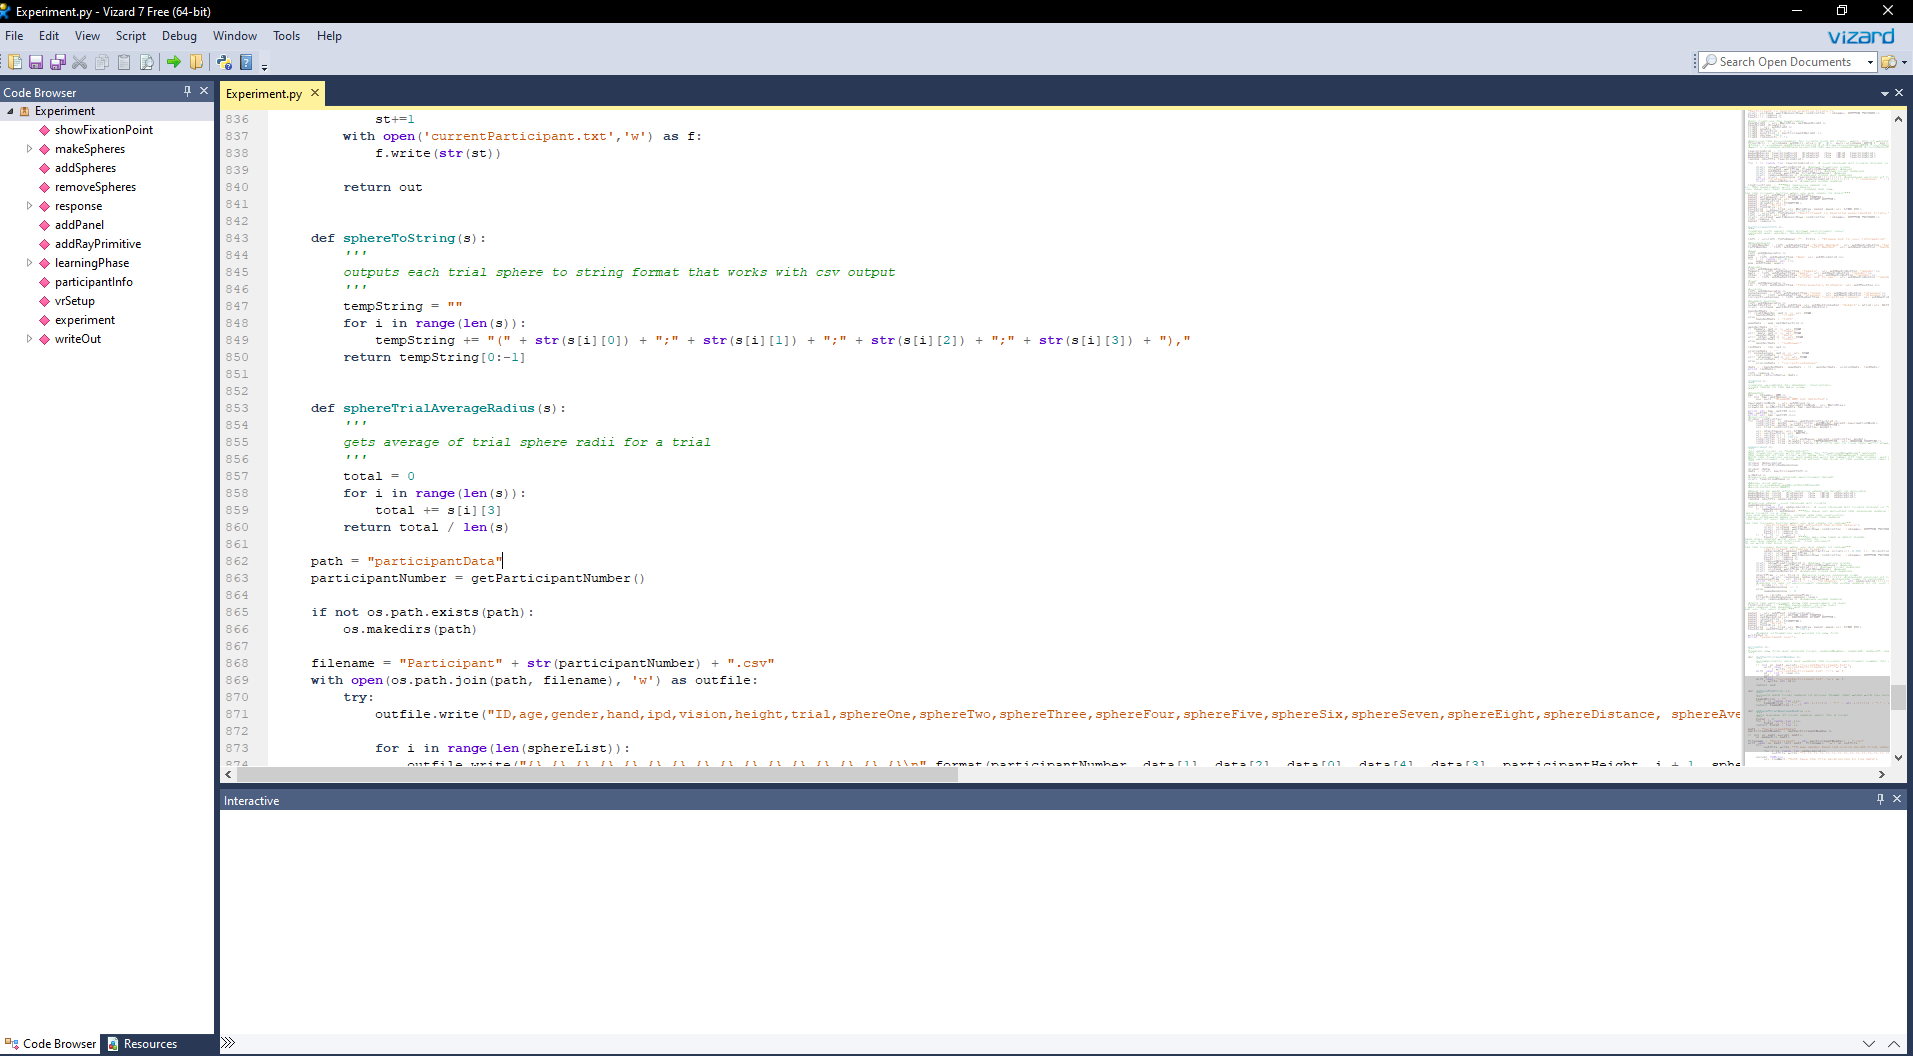 Experiment.py - Vizard 7 Free (64-bit)
File Edit View Script Debug Window Tools Help
vizard
Search Open Documents
Code Browser
Experiment
showFixationPoint
makeSpheres
addSpheres
removeSpheres
response
addPanel
addRayPrimitive
learningPhase
participantInfo
vrSetup
experiment
writeOut
Code Browser Resources
Experiment.py
836 st+=1
837 with open('currentParticipant.txt','w') as f:
838 f.write(str(st))
839
840 return out
841
842
843 def sphereToString(s):
844 '''
845 outputs each trial sphere to string format that works with csv output
846 '''
847 tempString = ""
848 for i in range(len(s)):
849 tempString += "(" + str(s[i][0]) + ";" + str(s[i][1]) + ";" + str(s[i][2]) + ";" + str(s[i][3]) + "),"
850 return tempString[0:-1]
851
852
853 def sphereTrialAverageRadius(s):
854 '''
855 gets average of trial sphere radii for a trial
856 '''
857 total = 0
858 for i in range(len(s)):
859 total += s[i][3]
860 return total / len(s)
861
862 path = "participantData"
863 participantNumber = getParticipantNumber()
864
865 if not os.path.exists(path):
866 os.makedirs(path)
867
868 filename = "Participant" + str(participantNumber) + ".csv"
869 with open(os.path.join(path, filename), 'w') as outfile:
870 try:
871 outfile.write("ID,age,gender,hand,ipd,vision,height,trial,sphereOne,sphereTwo,sphereThree,sphereFour,sphereFive,sphereSix,sphereSeven,sphereEight,sphereDistance, sphereAve
872
873 for i in range(len(sphereList)):
Interactive
>>>